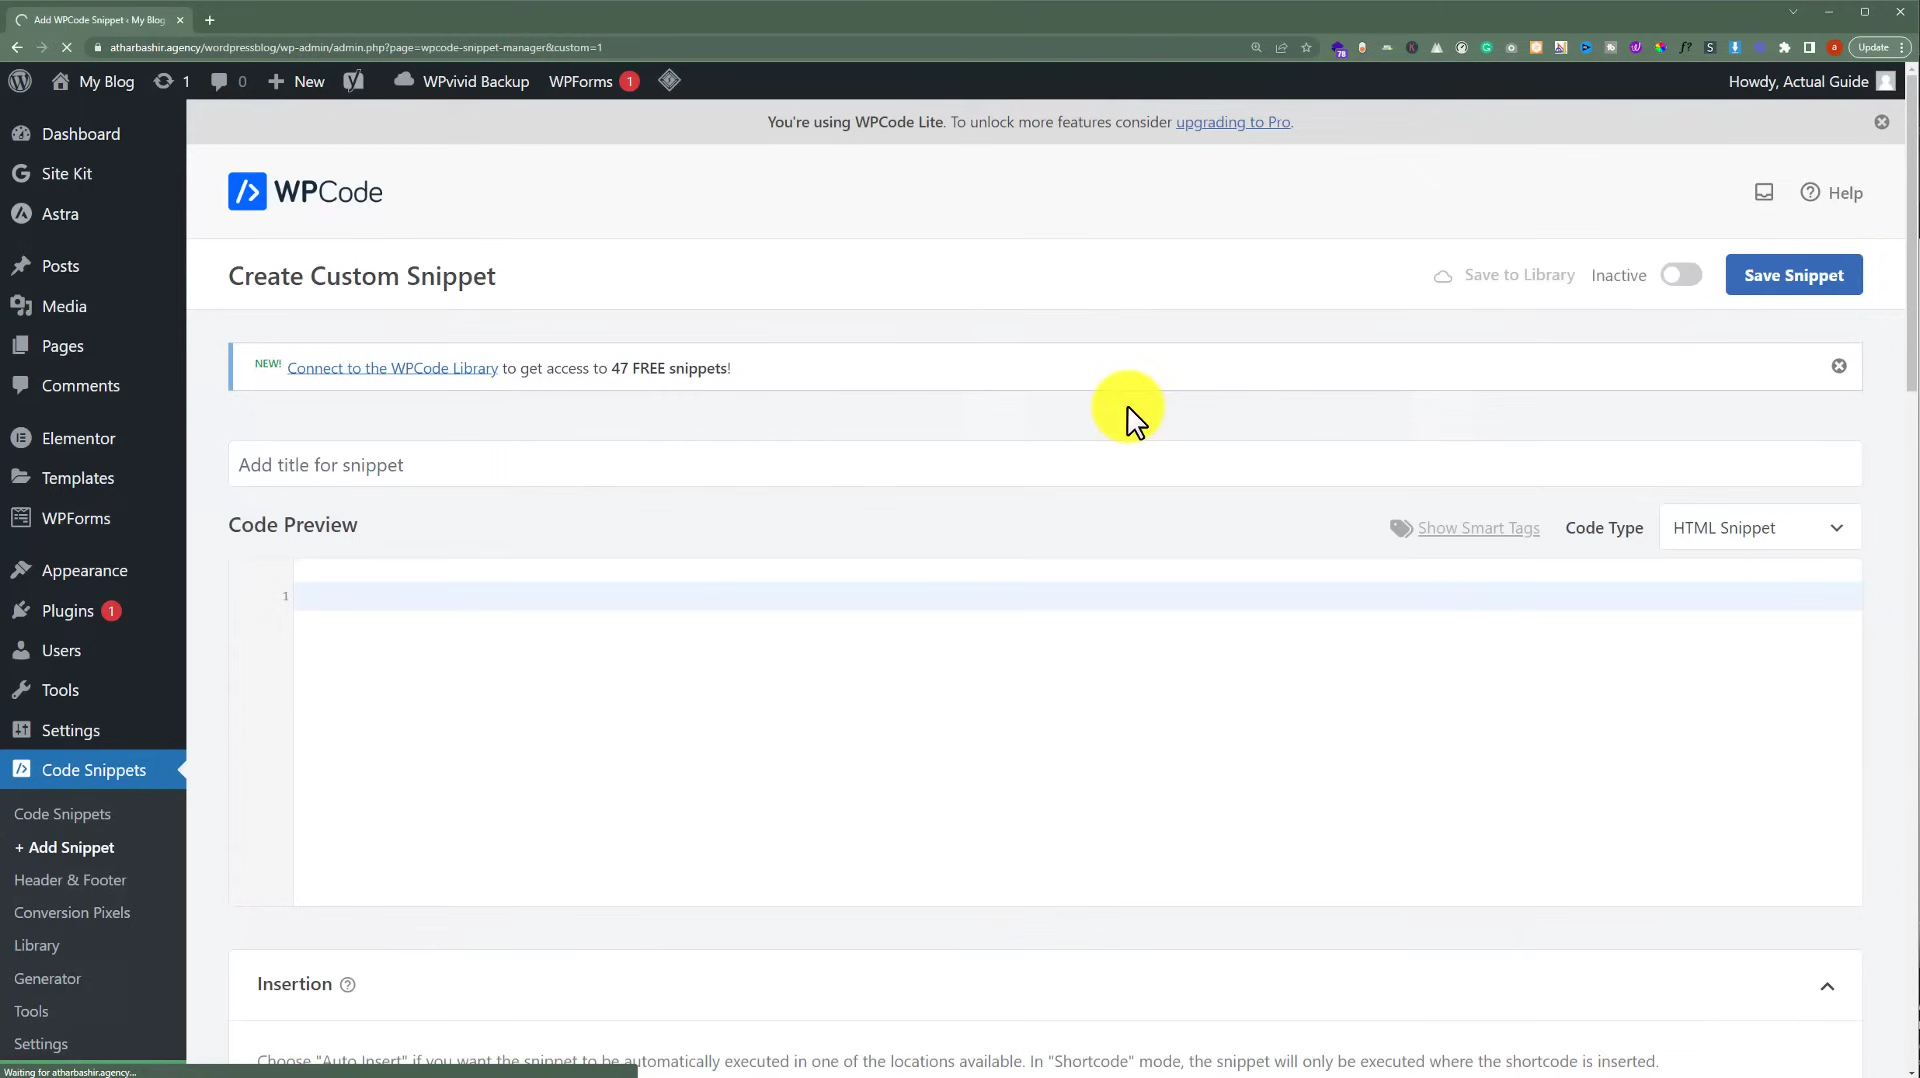 Add WPCode Snippet ‹ My Blog
atharbashir.agency/wordpressblog/wp-admin/admin.php?page=wpcode-snippet-manager&custom=1
78
a
Update
My Blog
1
0
New
WPvivid Backup
WPForms 1
Howdy, Actual Guide
You're using WPCode Lite. To unlock more features consider upgrading to Pro.
Dashboard
Site Kit
Astra
Posts
Media
Pages
Comments
Elementor
Templates
WPForms
Appearance
Plugins 1
Users
Tools
Settings
Code Snippets
Code Snippets
+ Add Snippet
Header & Footer
Conversion Pixels
Library
Generator
Tools
Settings
WPCode
Help
Create Custom Snippet
Save to Library
Inactive
Save Snippet
NEW! Connect to the WPCode Library to get access to 47 FREE snippets!
Add title for snippet
Code Preview
Show Smart Tags
Code Type
HTML Snippet
1
Insertion
Choose "Auto Insert" if you want the snippet to be automatically executed in one of the locations available. In "Shortcode" mode, the snippet will only be executed where the shortcode is inserted.
Waiting for atharbashir.agency...